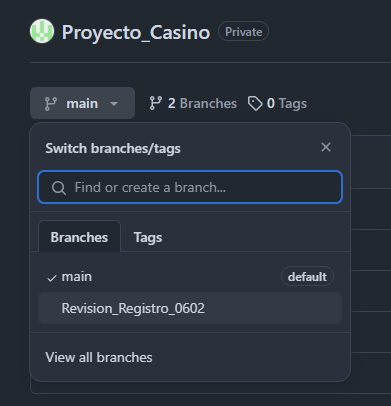 Proyecto_Casino Private
main 2 Branches 0 Tags
Switch branches/tags
Find or create a branch...
Branches Tags
main default
Revision_Registro_0602
View all branches